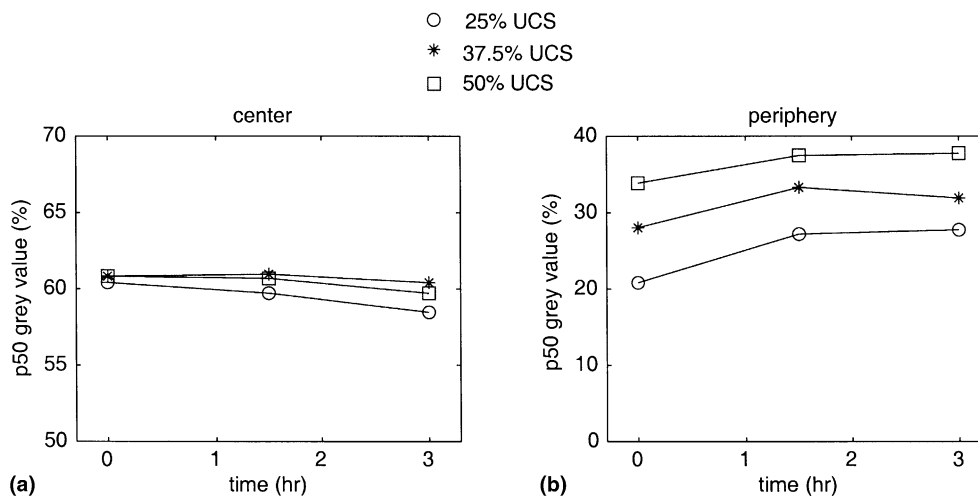 25% UCS
37.5% UCS
50% UCS
center
70
65
60
55
50
p50 grey value (%)
0
1
2
3
time (hr)
(a)
periphery
40
30
20
10
0
p50 grey value (%)
0
1
2
3
time (hr)
(b)